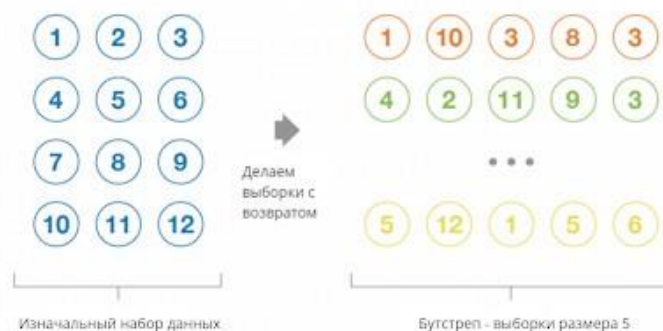 1 2 3 1 10 3 8 3
4 5 6 4 2 11 9 3
7 8 9
Делаем
выборки с
возвратом
10 11 12 5 12 1 5 6
Изначальный набор данных Бутстреп - выборки размера 5